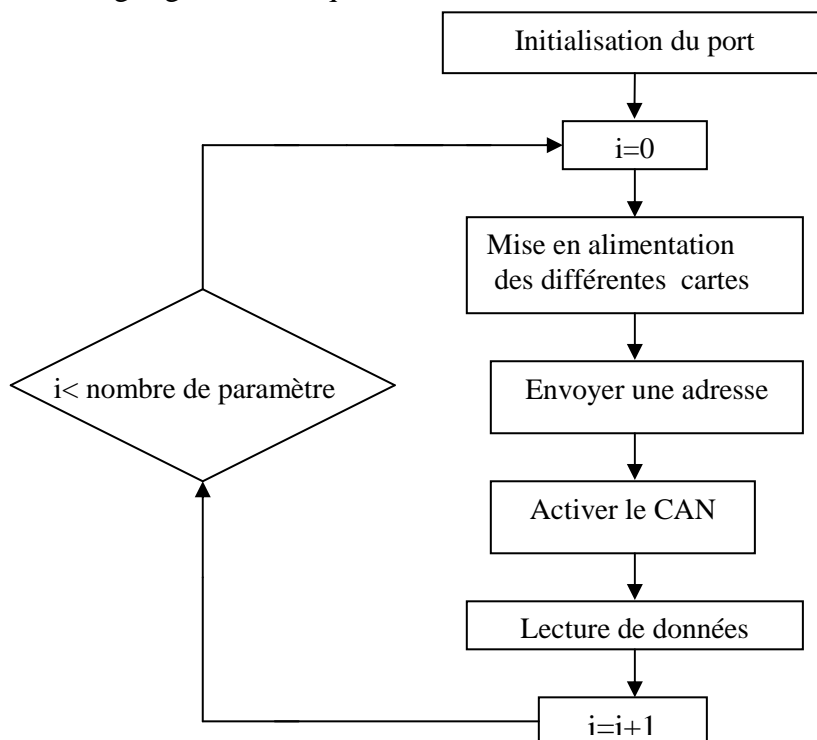 Initialisation du port
i=0
Mise en alimentation
des différentes cartes
i< nombre de paramètre
Envoyer une adresse
Activer le CAN
Lecture de données
i=i+1